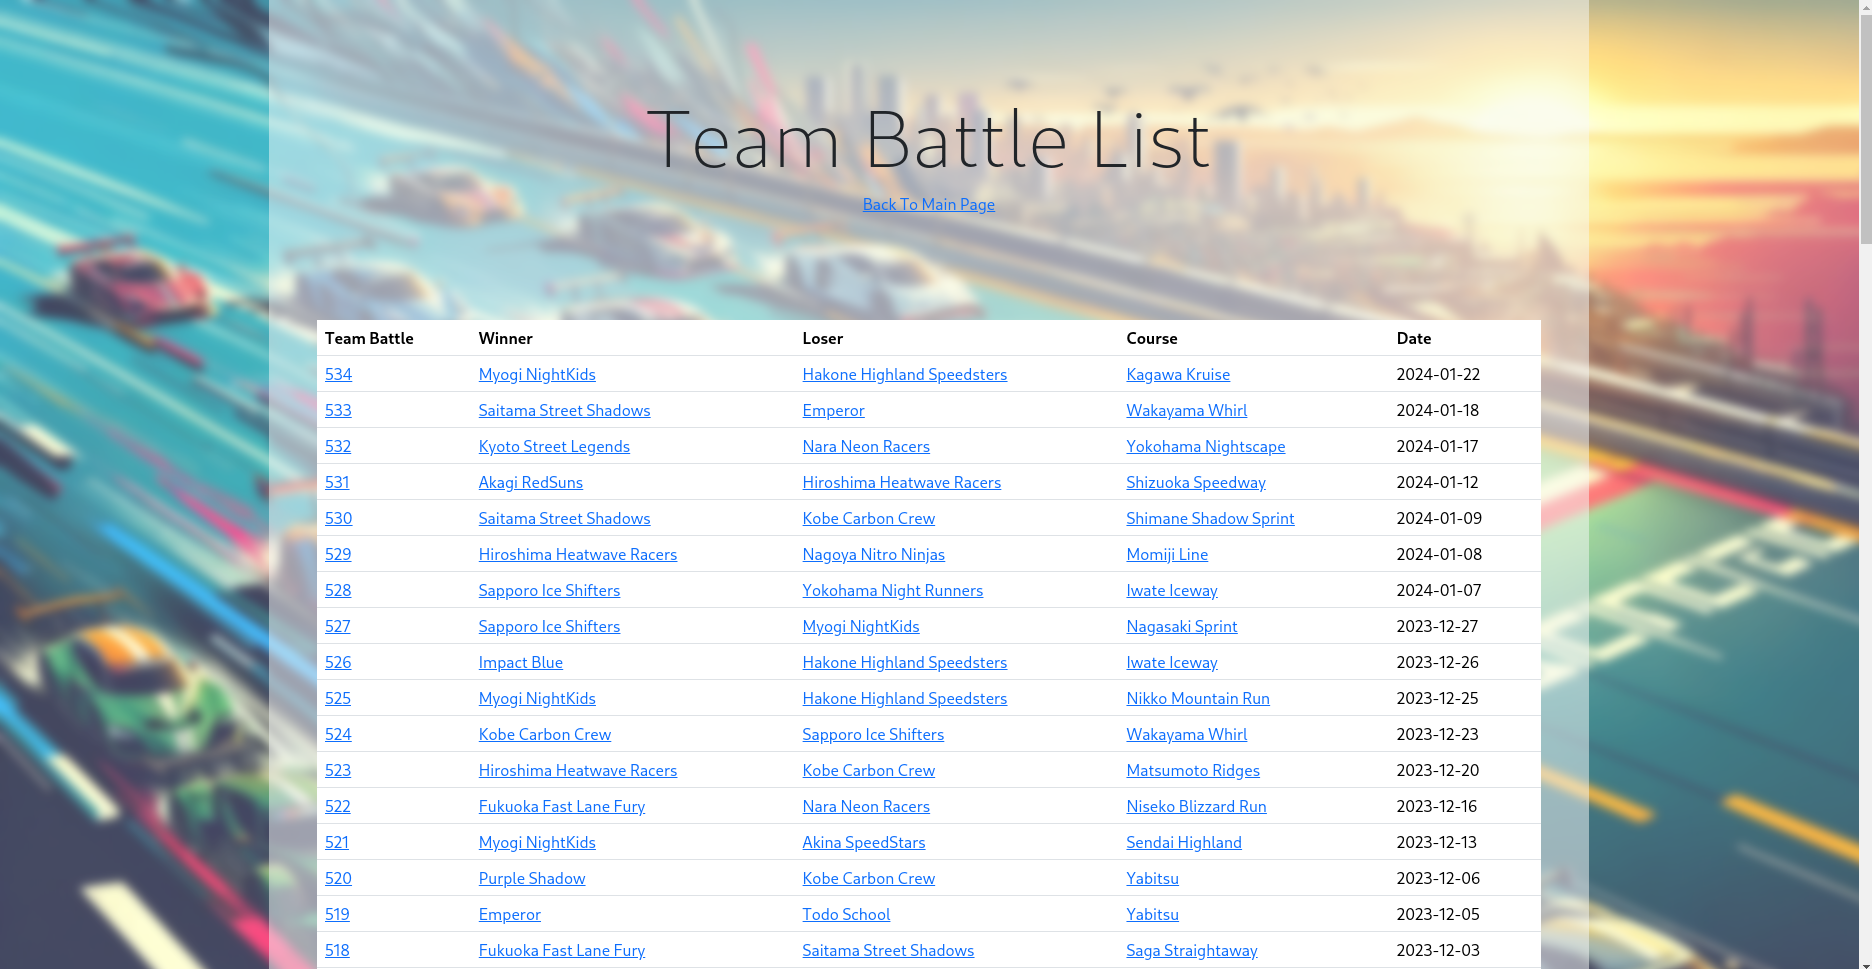 Team Battle List
Back To Main Page
Team Battle Winner Loser Course Date
534 Myogi NightKids Hakone Highland Speedsters Kagawa Kruise 2024-01-22
533 Saitama Street Shadows Emperor Wakayama Whirl 2024-01-18
532 Kyoto Street Legends Nara Neon Racers Yokohama Nightscape 2024-01-17
531 Akagi RedSuns Hiroshima Heatwave Racers Shizuoka Speedway 2024-01-12
530 Saitama Street Shadows Kobe Carbon Crew Shimane Shadow Sprint 2024-01-09
529 Hiroshima Heatwave Racers Nagoya Nitro Ninjas Momiji Line 2024-01-08
528 Sapporo Ice Shifters Yokohama Night Runners Iwate Iceway 2024-01-07
527 Sapporo Ice Shifters Myogi NightKids Nagasaki Sprint 2023-12-27
526 Impact Blue Hakone Highland Speedsters Iwate Iceway 2023-12-26
525 Myogi NightKids Hakone Highland Speedsters Nikko Mountain Run 2023-12-25
524 Kobe Carbon Crew Sapporo Ice Shifters Wakayama Whirl 2023-12-23
523 Hiroshima Heatwave Racers Kobe Carbon Crew Matsumoto Ridges 2023-12-20
522 Fukuoka Fast Lane Fury Nara Neon Racers Niseko Blizzard Run 2023-12-16
521 Myogi NightKids Akina SpeedStars Sendai Highland 2023-12-13
520 Purple Shadow Kobe Carbon Crew Yabitsu 2023-12-06
519 Emperor Todo School Yabitsu 2023-12-05
518 Fukuoka Fast Lane Fury Saitama Street Shadows Saga Straightaway 2023-12-03